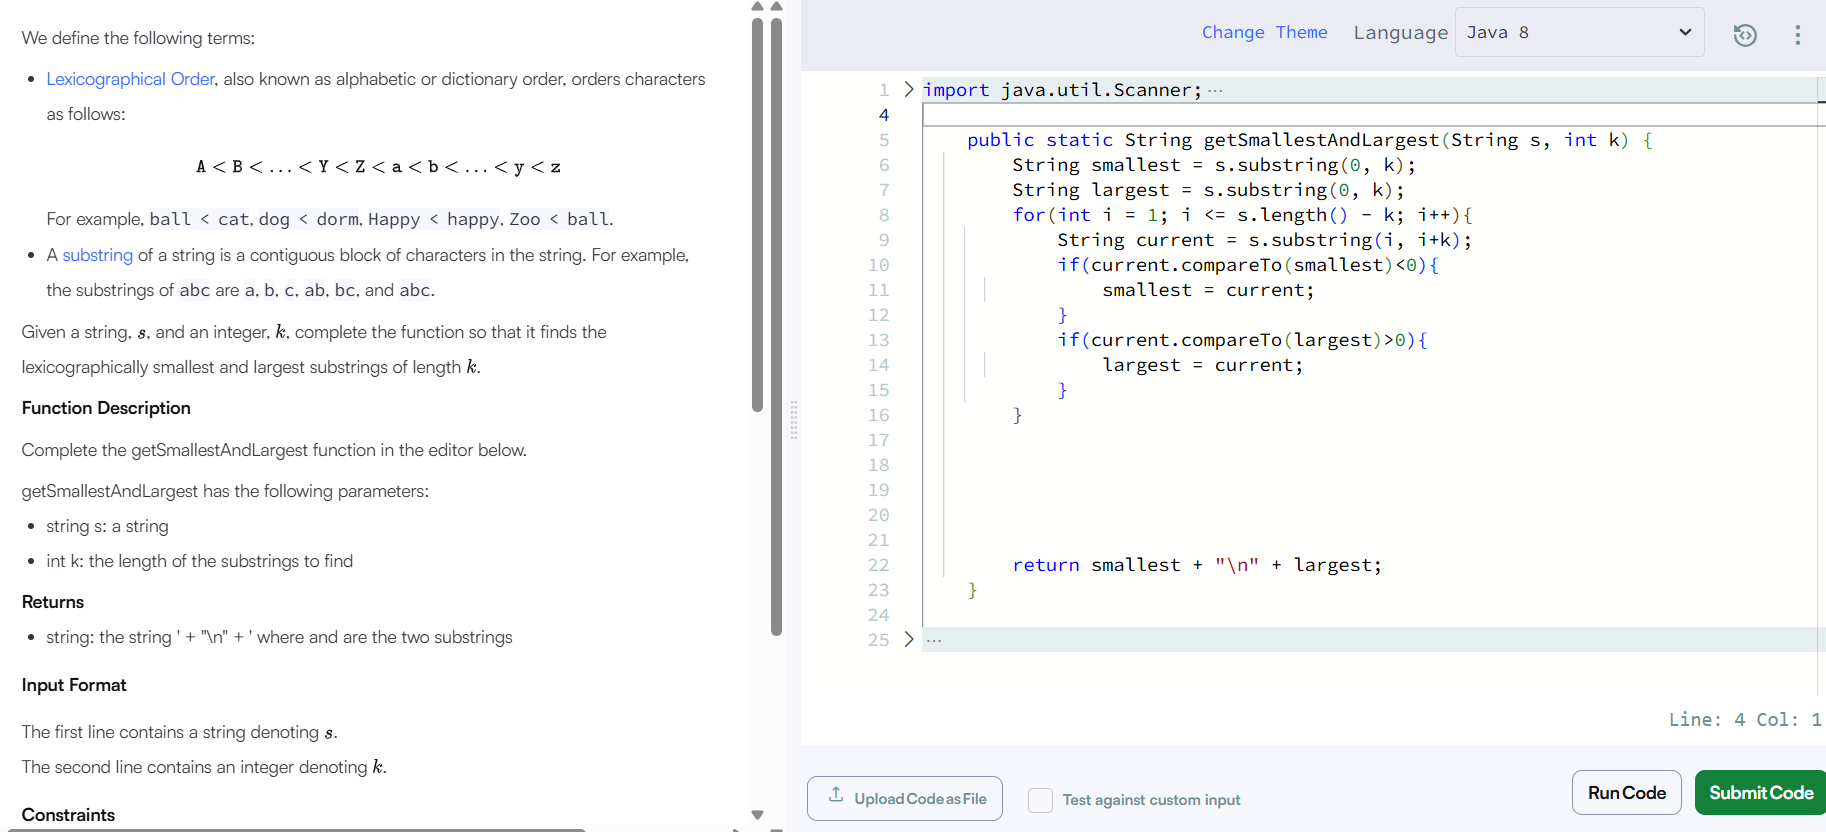 We define the following terms:
• Lexicographical Order, also known as alphabetic or dictionary order, orders characters
as follows:
A < B < ... < Y < Z < a < b < ... < y < z
For example, ball < cat, dog < dorm, Happy < happy, Zoo < ball.
• A substring of a string is a contiguous block of characters in the string. For example,
the substrings of abc are a, b, c, ab, bc, and abc.
Given a string, s, and an integer, k, complete the function so that it finds the
lexicographically smallest and largest substrings of length k.
Function Description
Complete the getSmallestAndLargest function in the editor below.
getSmallestAndLargest has the following parameters:
• string s: a string
• int k: the length of the substrings to find
Returns
• string: the string ' + "\n" + ' where and are the two substrings
Input Format
The first line contains a string denoting s.
The second line contains an integer denoting k.
Constraints
Change Theme Language Java 8
1 import java.util.Scanner; ...
4
5 public static String getSmallestAndLargest(String s, int k) {
6 String smallest = s.substring(0, k);
7 String largest = s.substring(0, k);
8 for(int i = 1; i <= s.length() - k; i++){
9 String current = s.substring(i, i+k);
10 if(current.compareTo(smallest)<0){
11 smallest = current;
12 }
13 if(current.compareTo(largest)>0){
14 largest = current;
15 }
16 }
17
18
19
20
21
22 return smallest + "\n" + largest;
23 }
24
25 ...
Line: 4 Col: 1
Upload Code as File
Test against custom input
Run Code
Submit Code